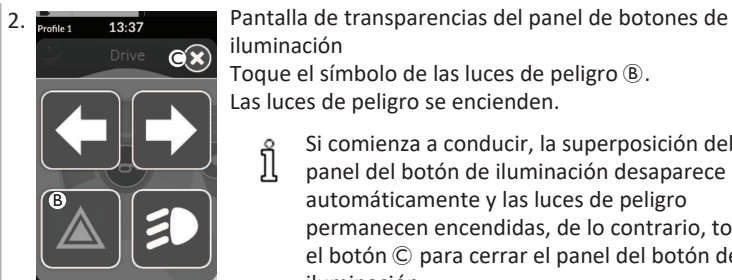 2.
Profile 1 13:37
Drive
Ⓒ
Ⓑ
Pantalla de transparencias del panel de botones de
iluminación
Toque el símbolo de las luces de peligro Ⓑ.
Las luces de peligro se encienden.
Si comienza a conducir, la superposición del
panel del botón de iluminación desaparece
automáticamente y las luces de peligro
permanecen encendidas, de lo contrario,
el botón Ⓒ para cerrar el panel del botón